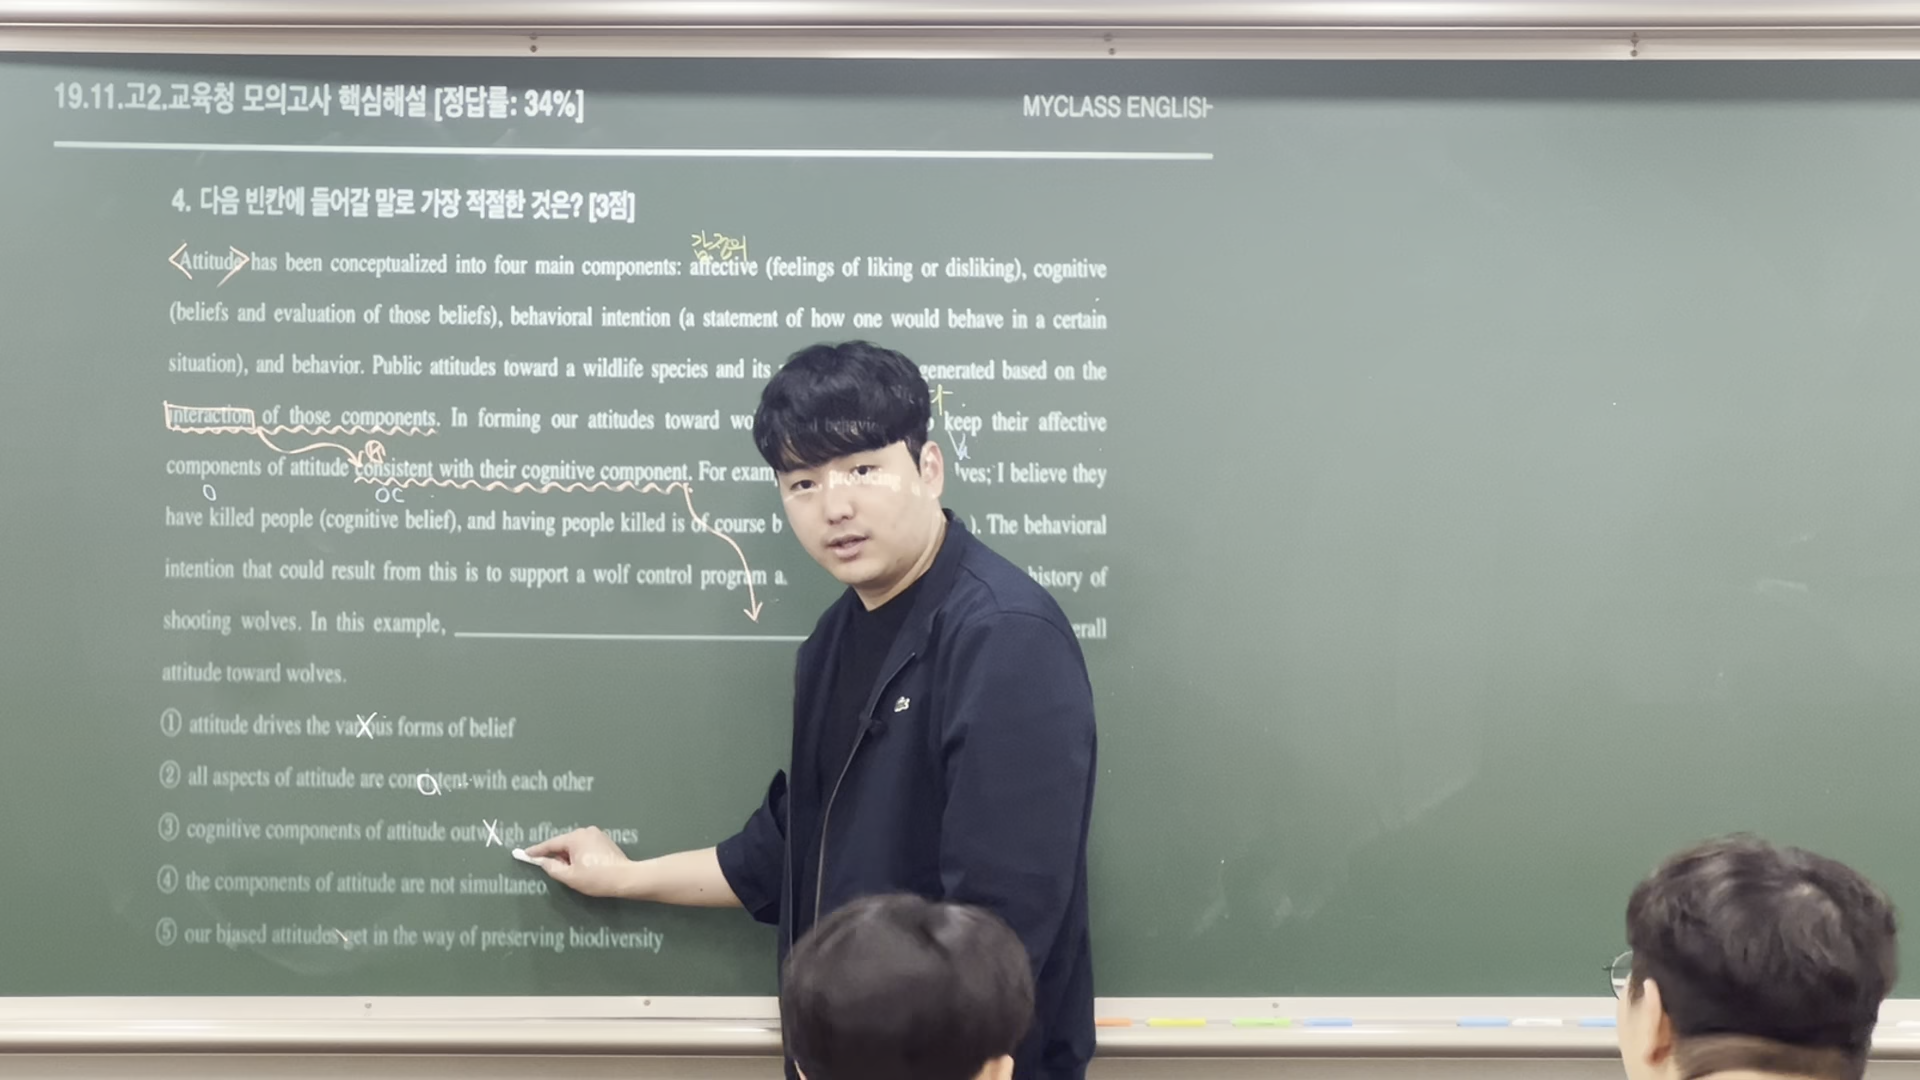 19.11.고2.교육청 모의고사 핵심해설 [정답률: 34%]
MYCLASS ENGLISH
4. 다음 빈칸에 들어갈 말로 가장 적절한 것은? [3점]
감정의
Attitude has been conceptualized into four main components: affective (feelings of liking or disliking), cognitive
(beliefs and evaluation of those beliefs), behavioral intention (a statement of how one would behave in a certain
situation), and behavior. Public attitudes toward a wildlife species and its generated based on the
interaction of those components. In forming our attitudes toward keep their affective
components of attitude consistent with their cognitive component. For I believe they
O OC
have killed people (cognitive belief), and having people killed is of course The behavioral
intention that could result from this is to support a wolf control program history of
shooting wolves. In this example,
attitude toward wolves.
① attitude drives the various forms of belief
② all aspects of attitude are consistent with each other
③ cognitive components of attitude outweigh affective ones
④ the components of attitude are not
⑤ our biased attitudes get in the way of preserving biodiversity